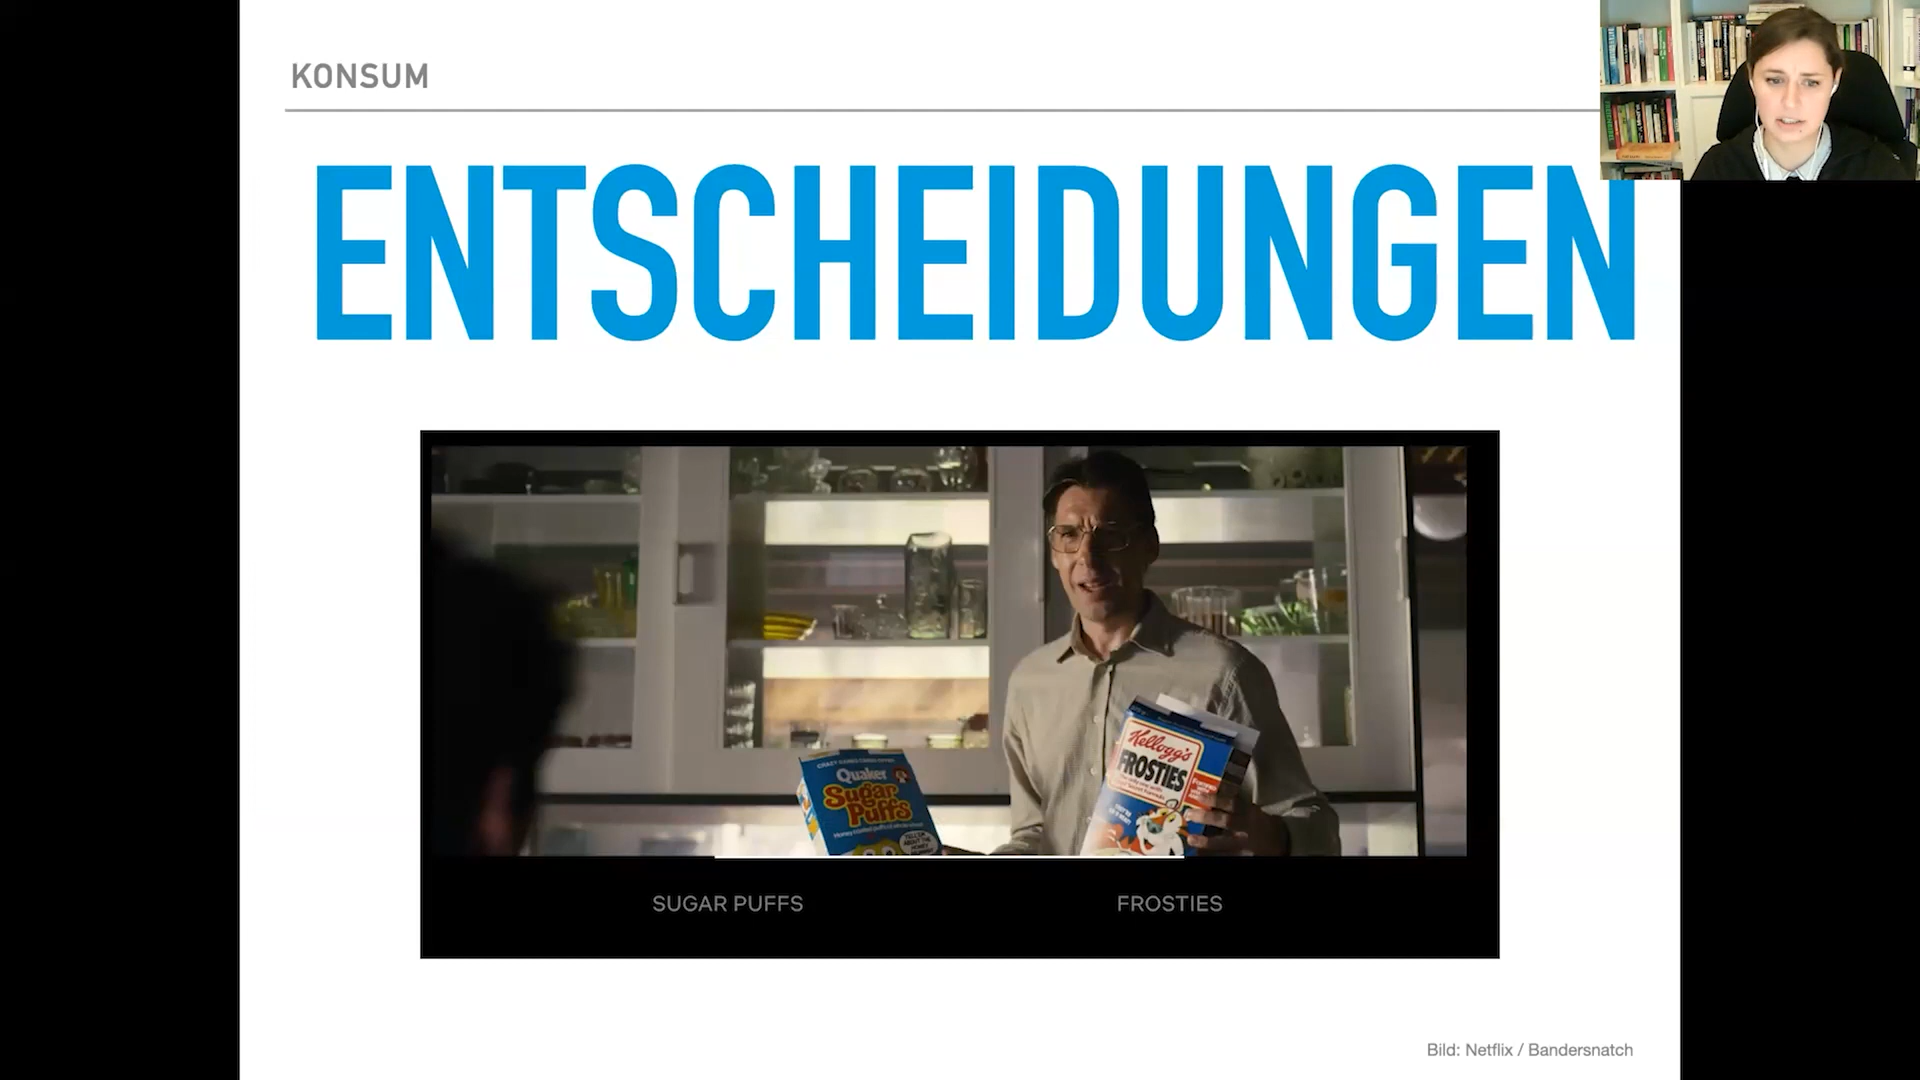 KONSUM
ENTSCHEIDUNGEN
Quaker
Sugar
Puffs
Kellogg's
FROSTIES
SUGAR PUFFS
FROSTIES
Bild: Netflix / Bandersnatch